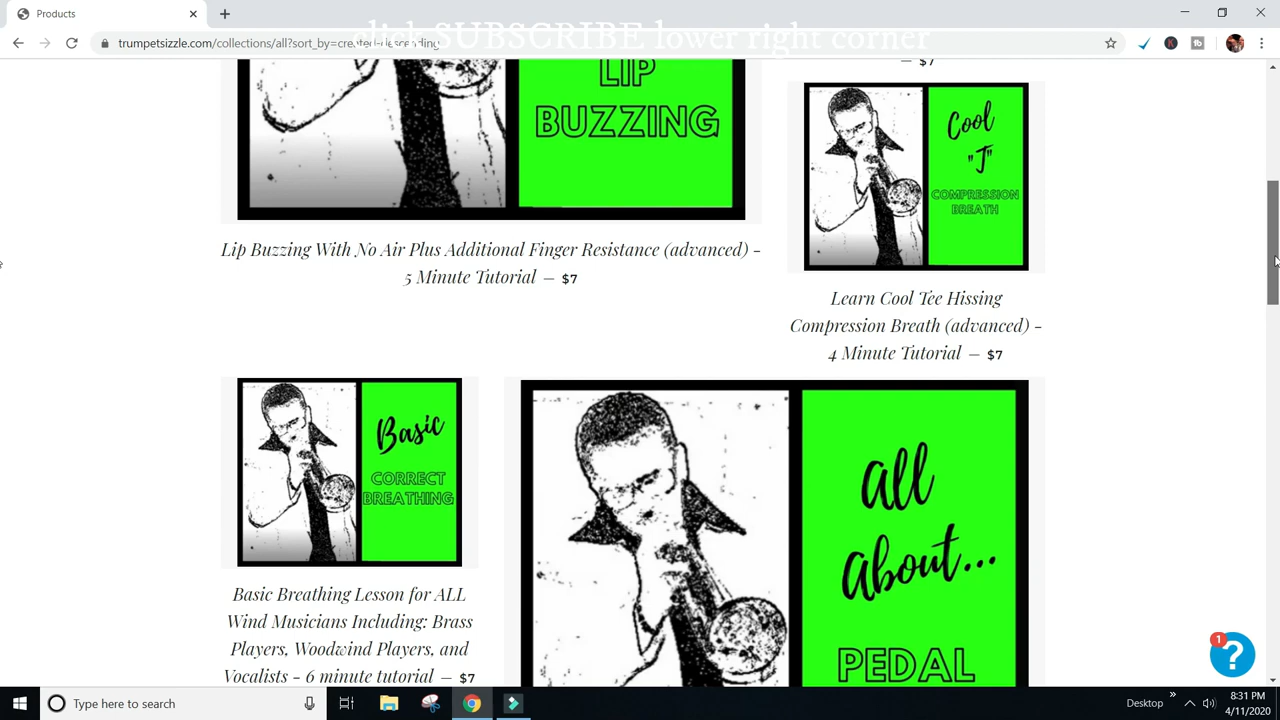 Products
click SUBSCRIBE lower right corner
trumpetsizzle.com/collections/all?sort_by=created-descending
— $7
LIP
BUZZING
Cool
"T"
COMPRESSION
BREATH
Lip Buzzing With No Air Plus Additional Finger Resistance (advanced) -
5 Minute Tutorial — $7
Learn Cool Tee Hissing
Compression Breath (advanced) -
4 Minute Tutorial — $7
Basic
CORRECT
BREATHING
All
About...
PEDAL
Basic Breathing Lesson for ALL
Wind Musicians Including: Brass
Players, Woodwind Players, and
Vocalists - 6 minute tutorial — $7
1
?
Type here to search
Desktop
8:31 PM
4/11/2020